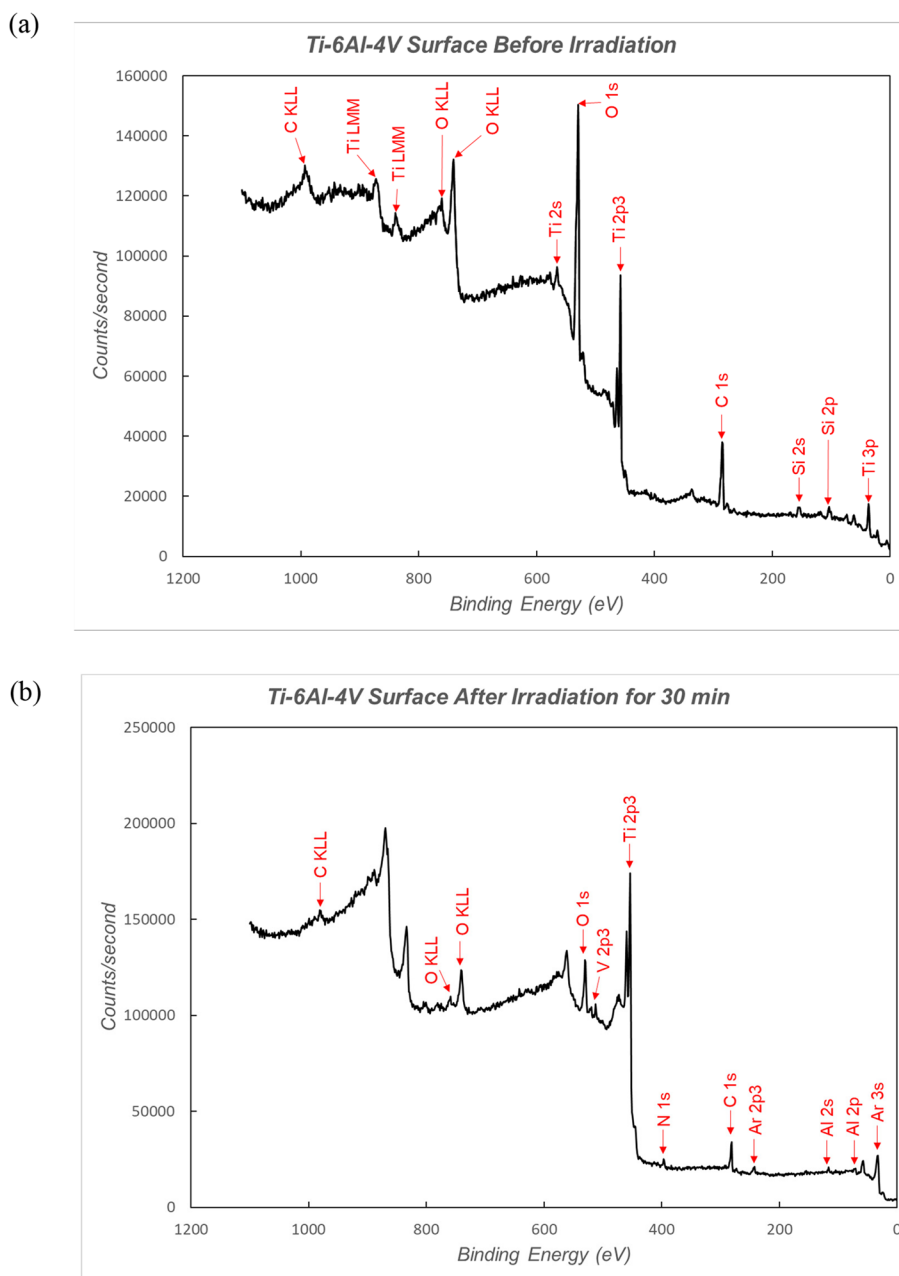 (a)
Ti-6Al-4V Surface Before Irradiation
160000
140000
120000
100000
80000
60000
40000
20000
0
Counts/second
C KLL
Ti LMM
Ti LMM
O KLL
O KLL
Ti 2s
O 1s
Ti 2p3
C 1s
Si 2s
Si 2p
Ti 3p
1200
1000
800
600
400
200
0
Binding Energy (eV)
(b)
Ti-6Al-4V Surface After Irradiation for 30 min
250000
200000
150000
100000
50000
0
Counts/second
C KLL
O KLL
O KLL
O 1s
V 2p3
Ti 2p3
N 1s
C 1s
Ar 2p3
Al 2s
Al 2p
Ar 3s
1200
1000
800
600
400
200
0
Binding Energy (eV)